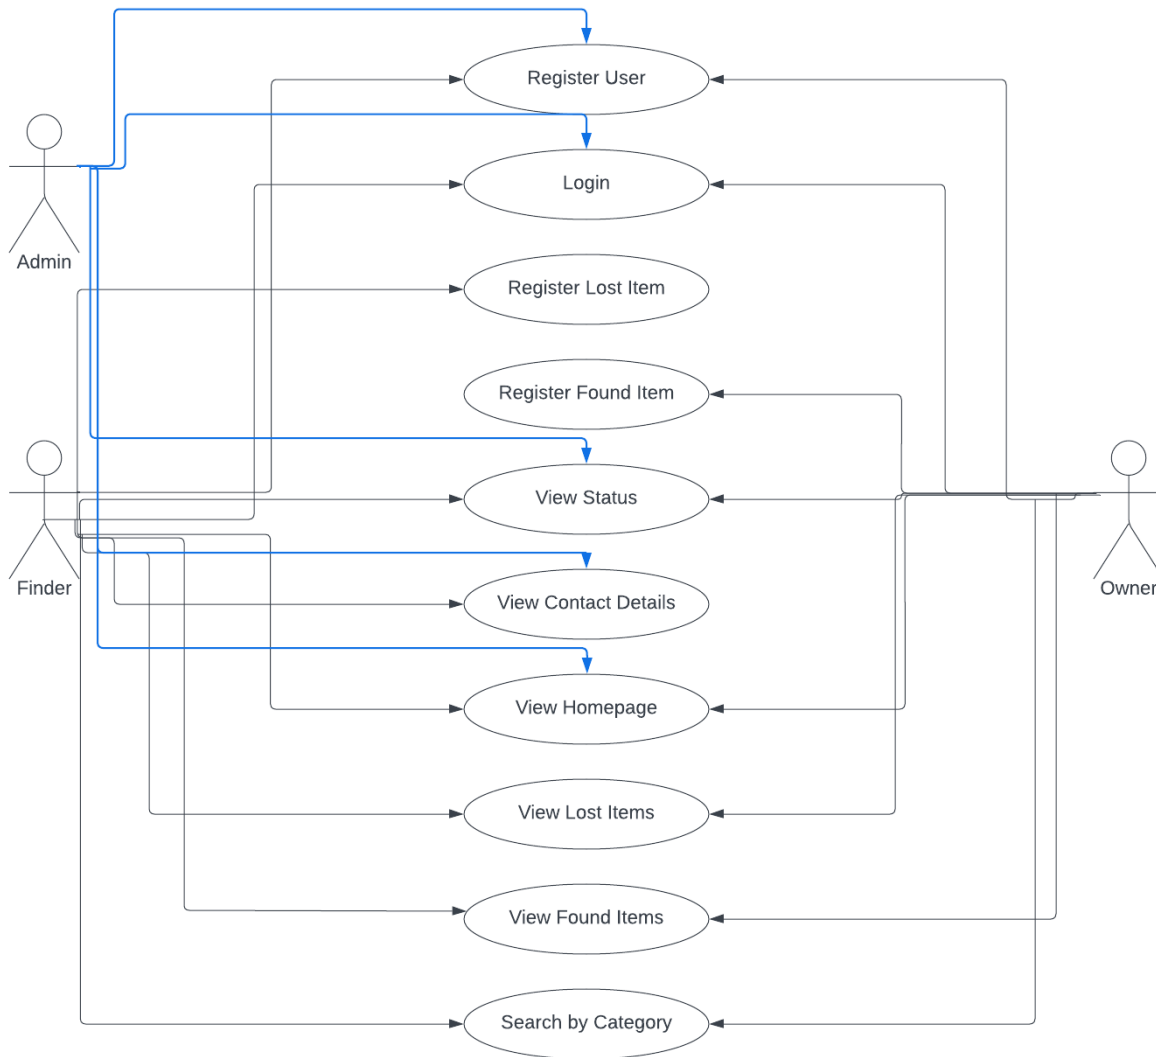 Register User
Login
Admin
Register Lost Item
Register Found Item
View Status
Finder
Owner
View Contact Details
View Homepage
View Lost Items
View Found Items
Search by Category